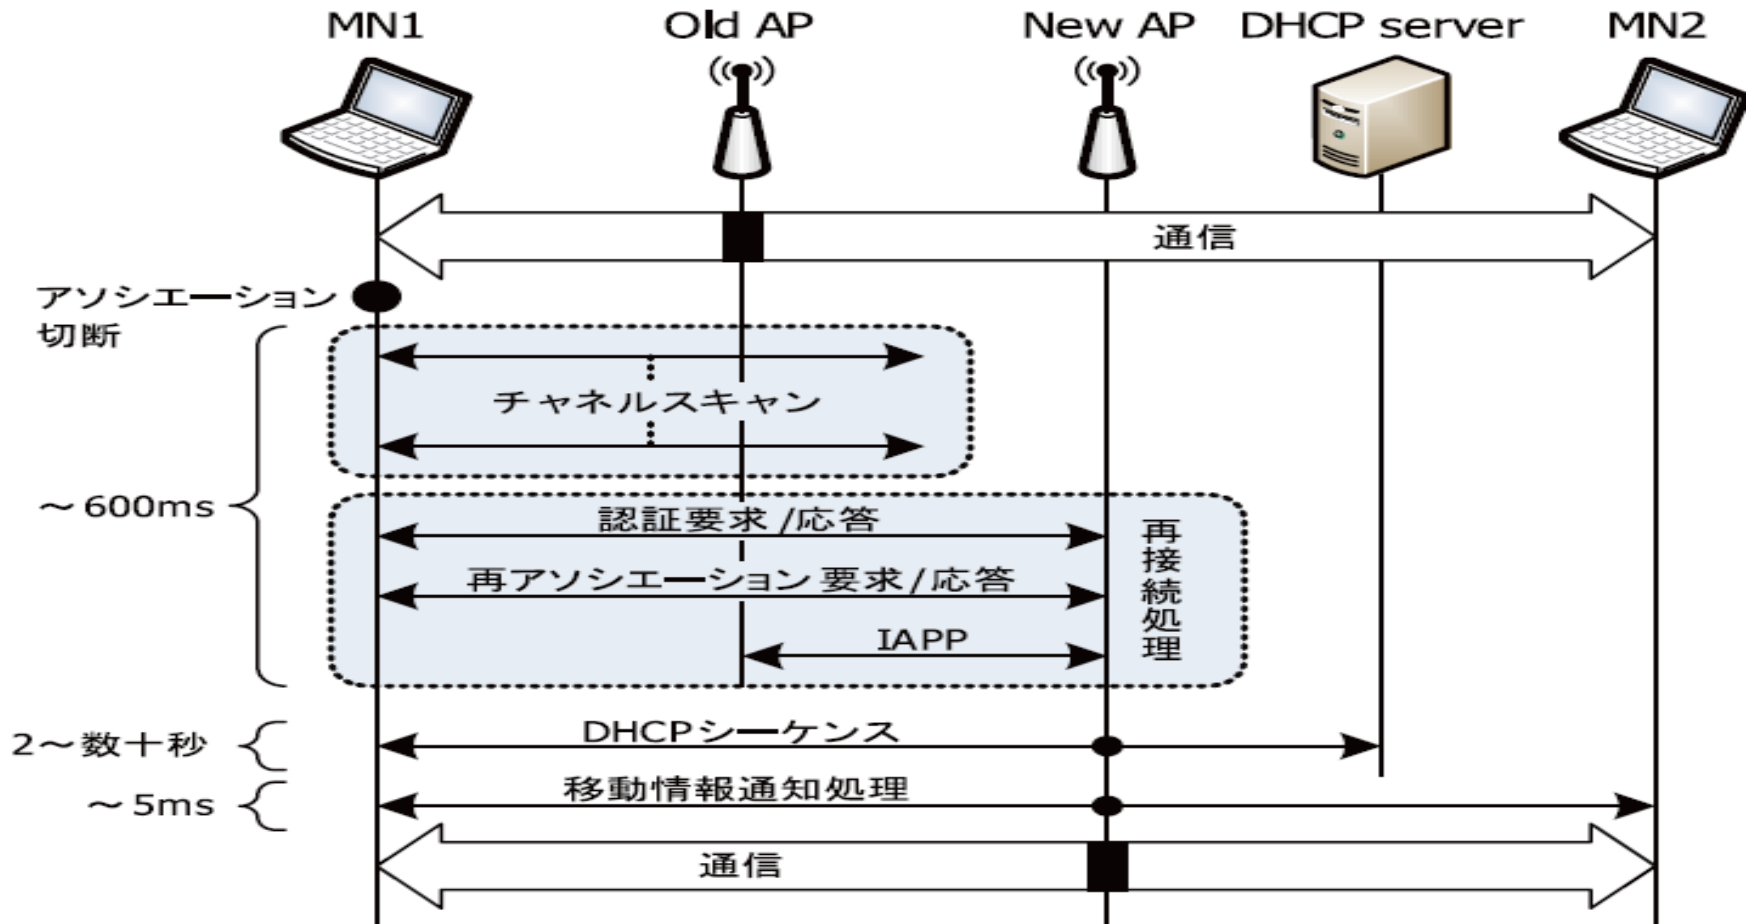 MN1
Old AP
New AP
DHCP server
MN2
通信
アソシエーション
切断
チャネルスキャン
～600ms
認証要求/応答
再アソシエーション要求/応答
IAPP
再接続処理
DHCPシーケンス
2～数十秒
移動情報通知処理
～5ms
通信